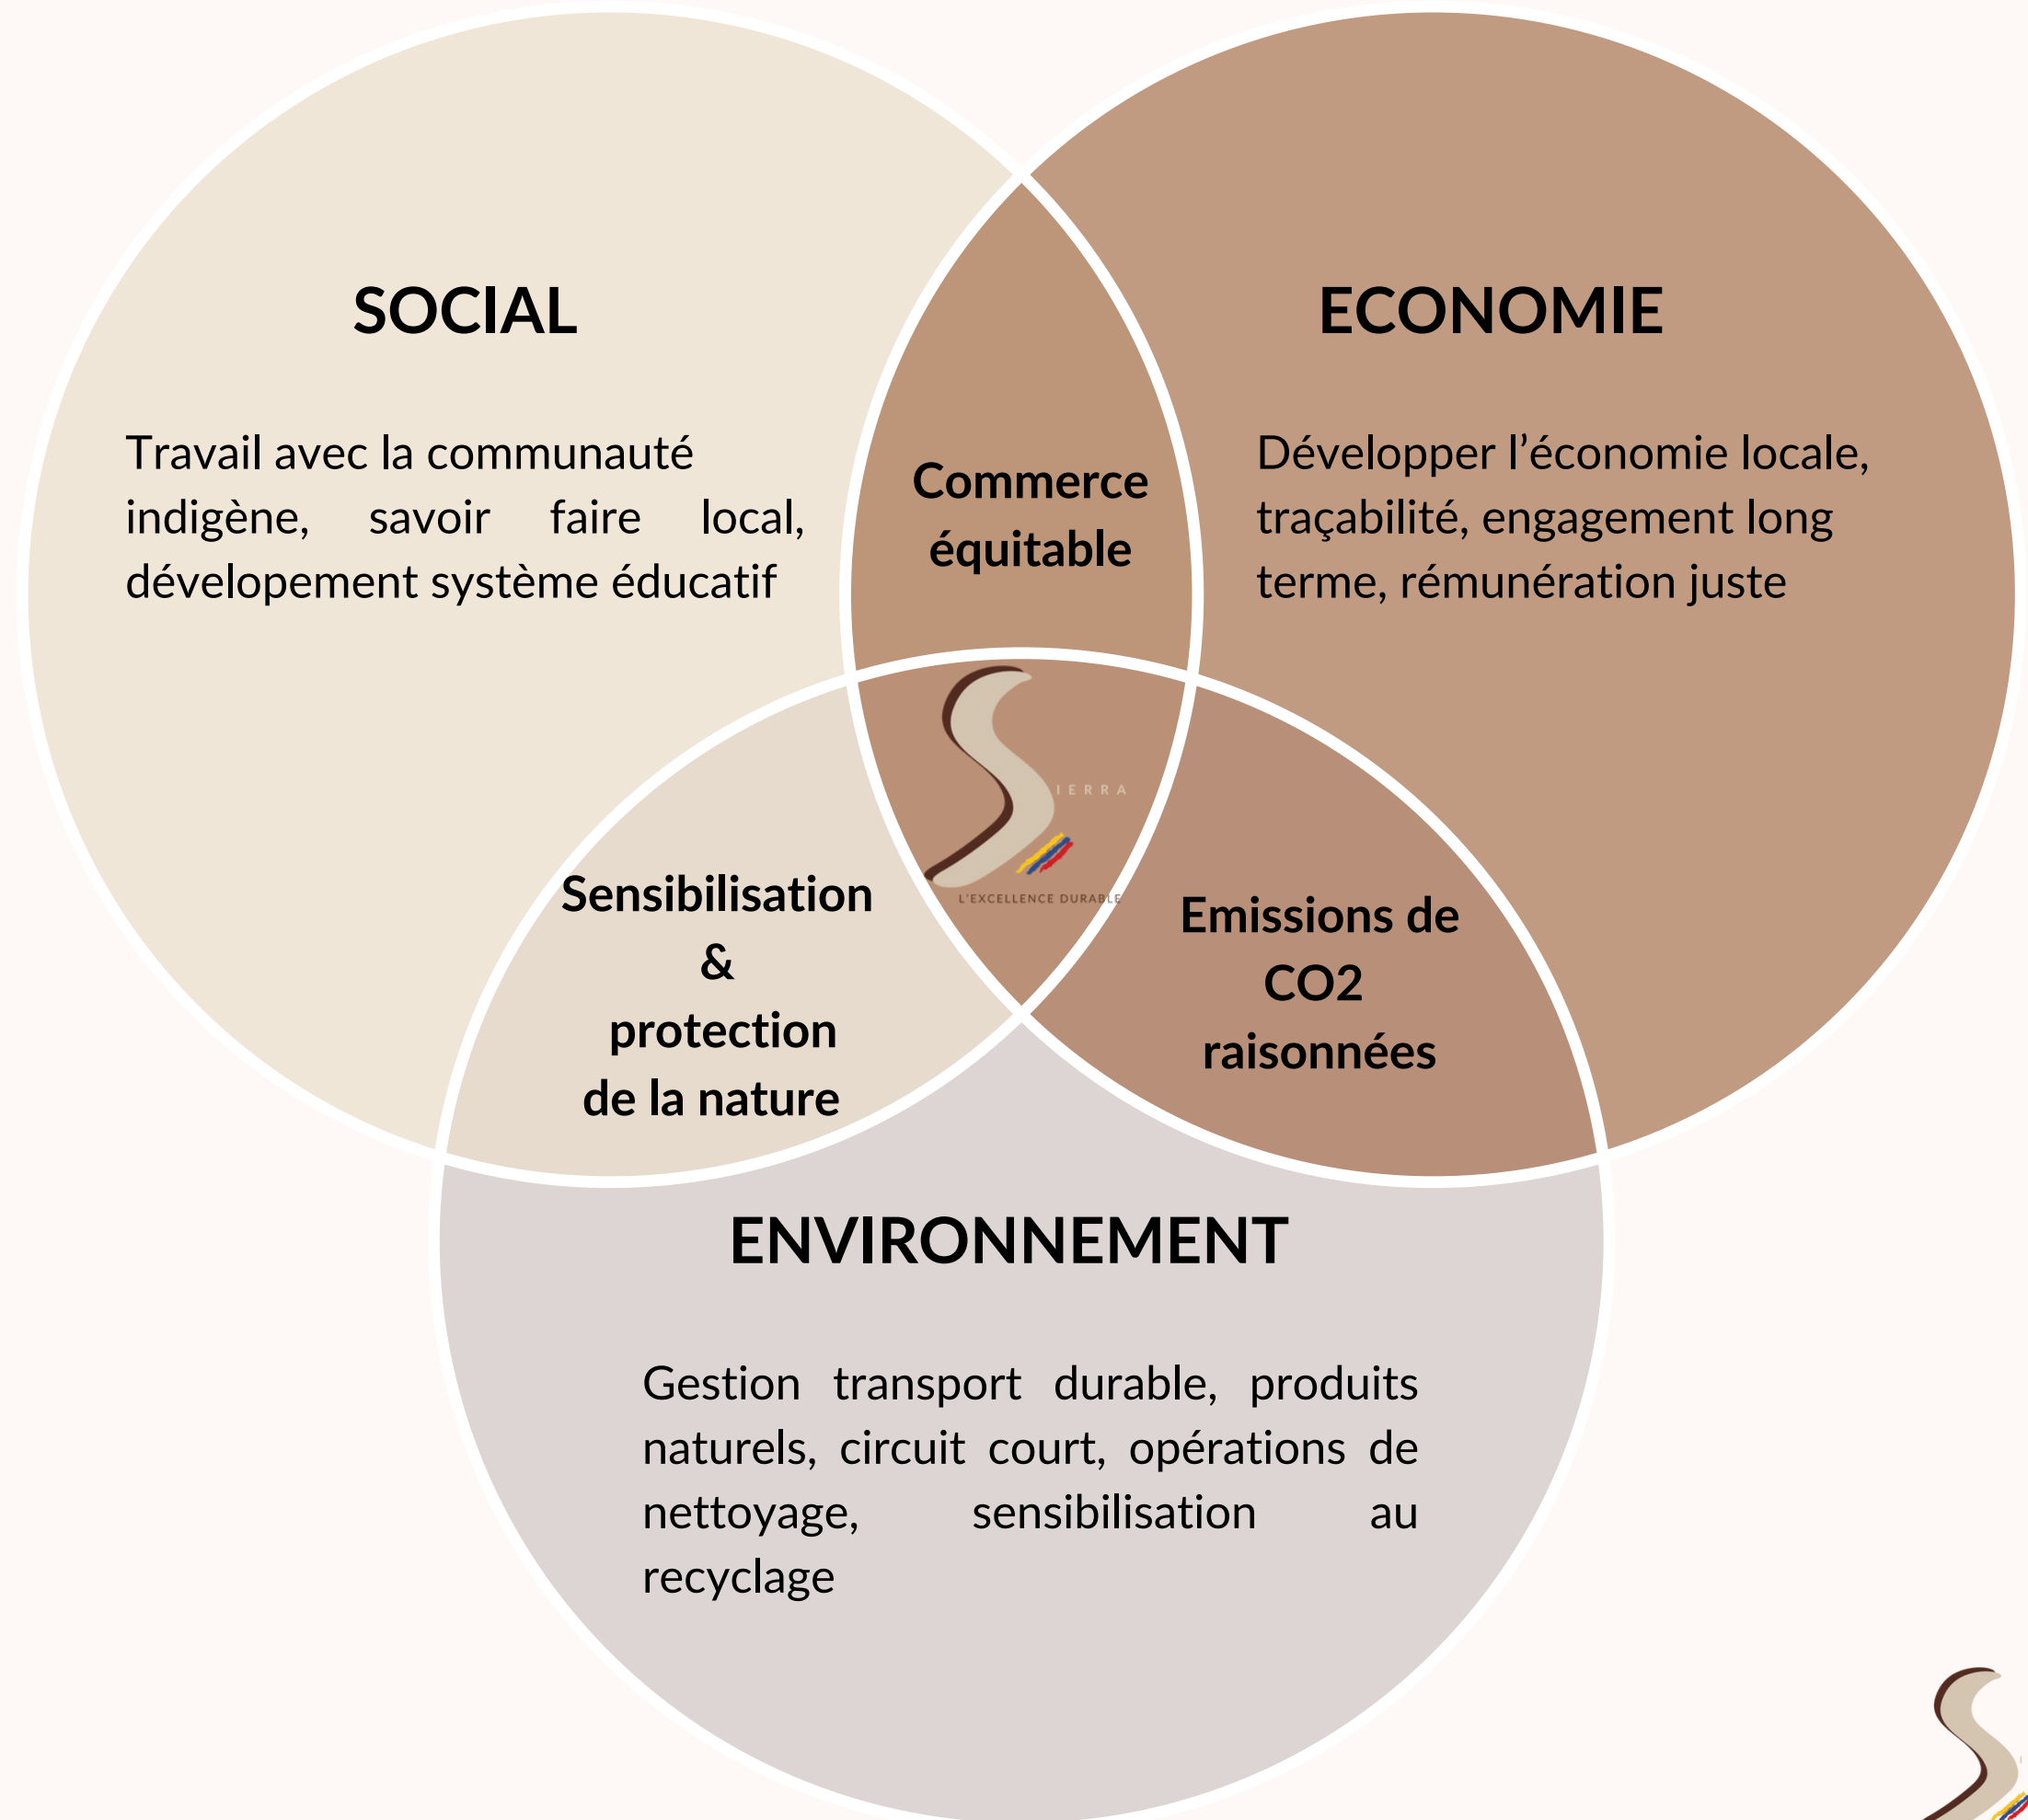 SOCIAL
Travail avec la communauté
indigène, savoir faire local,
dévelopement système éducatif
ECONOMIE
Développer l’économie locale,
traçabilité, engagement long
terme, rémunération juste
Commerce
équitable
IERRA
L'EXCELLENCE DURABLE
Sensibilisation
&
protection
de la nature
Emissions de
CO2
raisonnées
ENVIRONNEMENT
Gestion transport durable, produits
naturels, circuit court, opérations de
nettoyage, sensibilisation au
recyclage